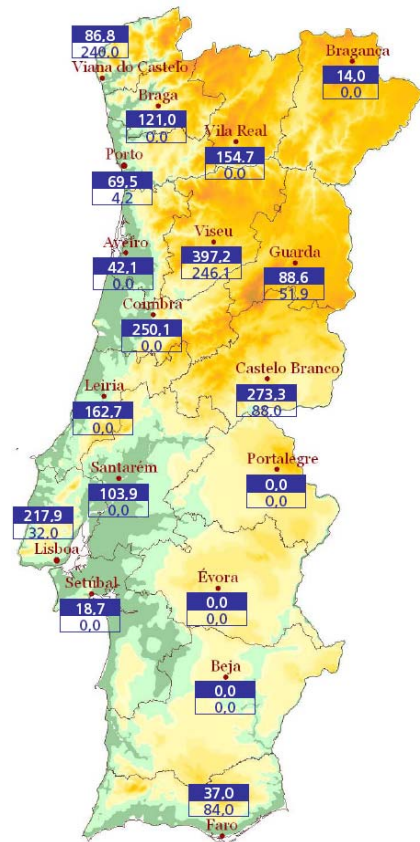 86,8
240,0
Viana do Castelo
Bragança
14,0
0,0
Braga
121,0
0,0
Vila Real
154,7
0,0
Porto
69,5
4,2
Viseu
397,2
246,1
Aveiro
42,1
0,0
Guarda
88,6
51,9
Coimbra
250,1
0,0
Castelo Branco
273,3
88,0
Leiria
162,7
0,0
Santarém
103,9
0,0
Portalegre
0,0
0,0
217,9
32,0
Lisboa
Setúbal
18,7
0,0
Évora
0,0
0,0
Beja
0,0
0,0
37,0
84,0
Faro